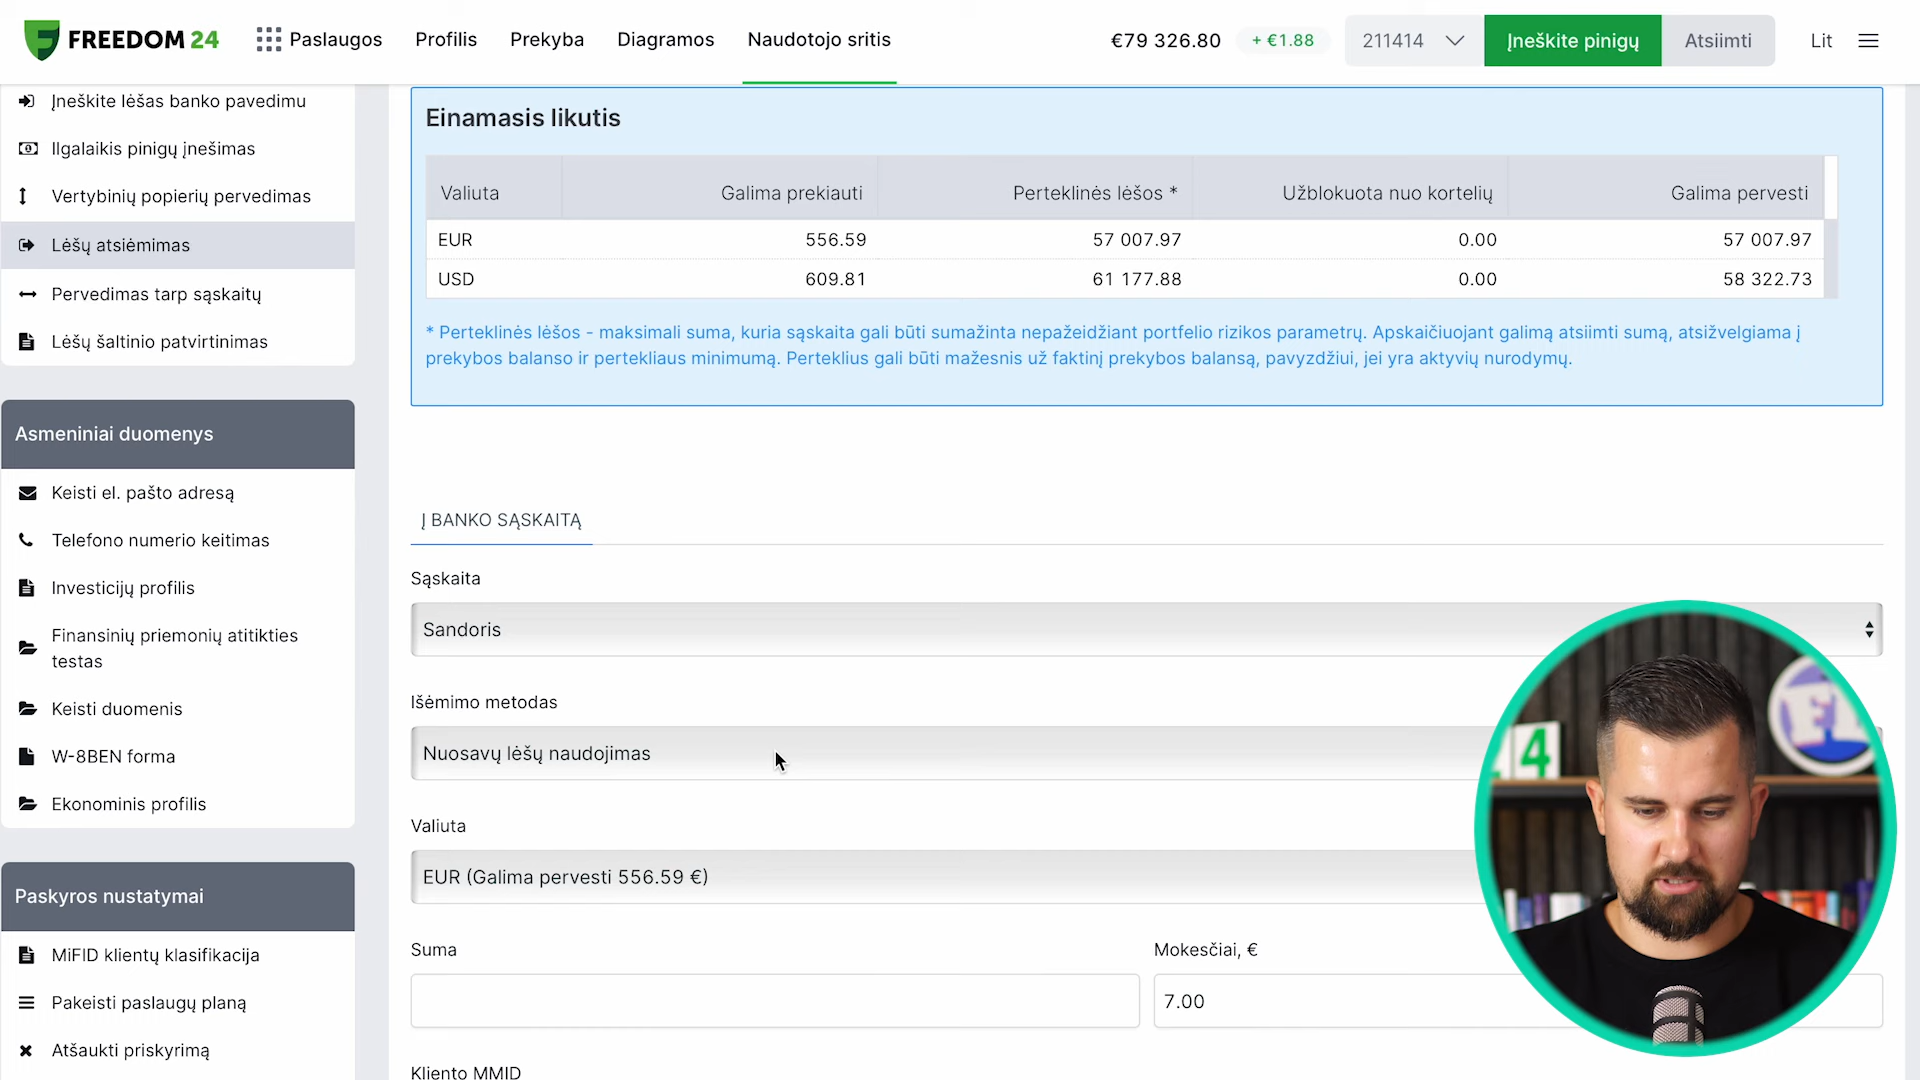 FREEDOM 24
Paslaugos
Profilis
Prekyba
Diagramos
Naudotojo sritis
€79 326.80
+ €1.88
211414
Įneškite pinigų
Atsiimti
Lit
Įneškite lėšas banko pavedimu
Ilgalaikis pinigų įnešimas
Vertybinių popierių pervedimas
Lėšų atsiėmimas
Pervedimas tarp sąskaitų
Lėšų šaltinio patvirtinimas
Asmeniniai duomenys
Keisti el. pašto adresą
Telefono numerio keitimas
Investicijų profilis
Finansinių priemonių atitikties
testas
Keisti duomenis
W-8BEN forma
Ekonominis profilis
Paskyros nustatymai
MiFID klientų klasifikacija
Pakeisti paslaugų planą
Atšaukti priskyrimą
Einamasis likutis
Valiuta Galima prekiauti Perteklinės lėšos * Užblokuota nuo kortelių Galima pervesti
EUR 556.59 57 007.97 0.00 57 007.97
USD 609.81 61 177.88 0.00 58 322.73
* Perteklinės lėšos - maksimali suma, kuria sąskaita gali būti sumažinta nepažeidžiant portfelio rizikos parametrų. Apskaičiuojant galimą atsiimti sumą, atsižvelgiama į
prekybos balanso ir pertekliaus minimumą. Perteklius gali būti mažesnis už faktinį prekybos balansą, pavyzdžiui, jei yra aktyvių nurodymų.
Į BANKO SĄSKAITĄ
Sąskaita
Sandoris
Išėmimo metodas
Nuosavų lėšų naudojimas
Valiuta
EUR (Galima pervesti 556.59 €)
Suma
Mokesčiai, €
7.00
Kliento MMID
4